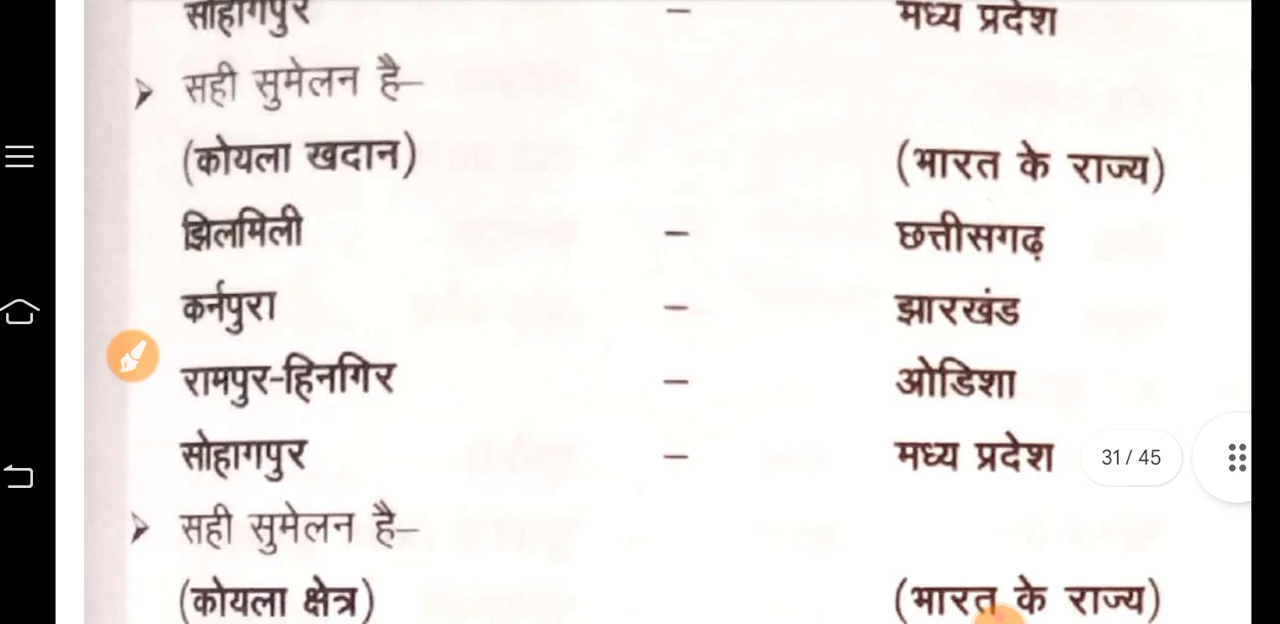 सोहागपुर – मध्य प्रदेश
सही सुमेलन है–
(कोयला खदान) (भारत के राज्य)
झिलमिली – छत्तीसगढ़
कर्नपुरा – झारखंड
रामपुर-हिनगिर – ओडिशा
सोहागपुर – मध्य प्रदेश
31 / 45
सही सुमेलन है–
(कोयला क्षेत्र) (भारत के राज्य)